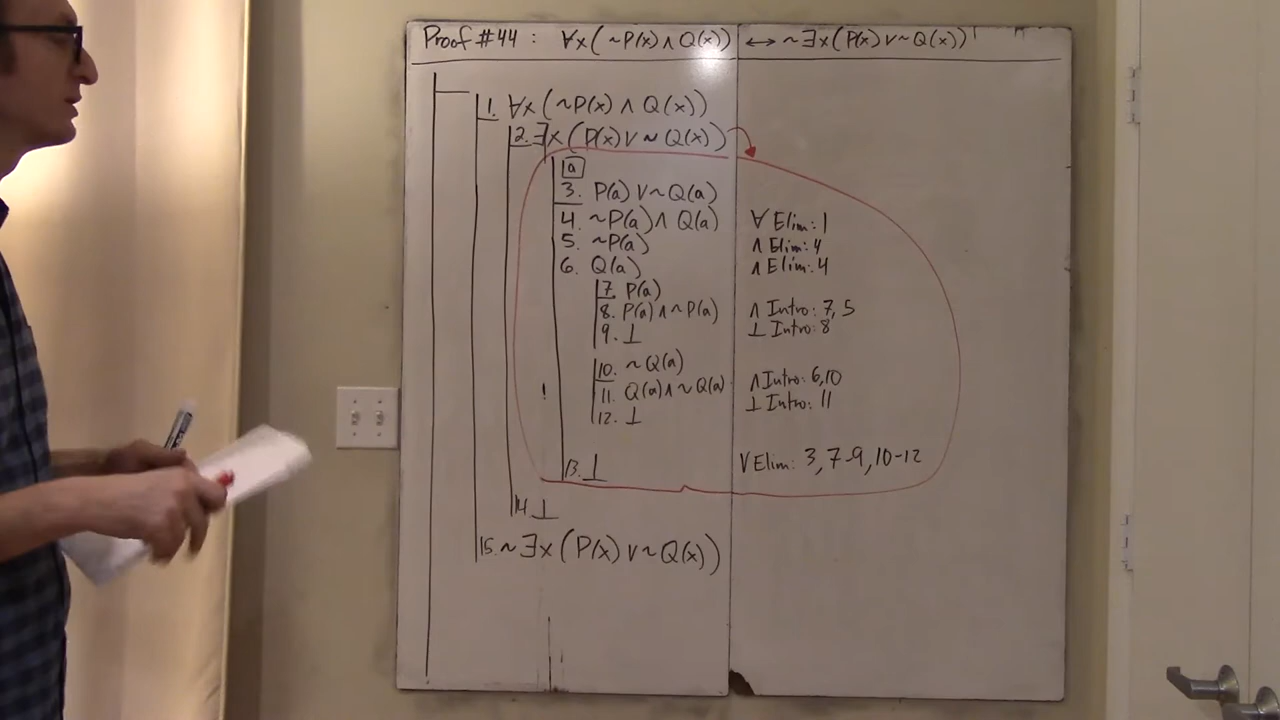 Proof #44 : ∀x(~P(x) ∧ Q(x)) ↔ ~∃x(P(x) ∨ ~Q(x))
1. ∀x(~P(x) ∧ Q(x))
2. ∃x(P(x) ∨ ~Q(x))
a
3. P(a) ∨ ~Q(a)
4. ~P(a) ∧ Q(a) ∀ Elim: 1
5. ~P(a) ∧ Elim: 4
6. Q(a) ∧ Elim: 4
7. P(a)
8. P(a) ∧ ~P(a) ∧ Intro: 7, 5
9. ⊥ ⊥ Intro: 8
10. ~Q(a)
11. Q(a) ∧ ~Q(a) ∧ Intro: 6, 10
12. ⊥ ⊥ Intro: 11
13. ⊥ ∨ Elim: 3, 7-9, 10-12
14. ⊥
15. ~∃x(P(x) ∨ ~Q(x))